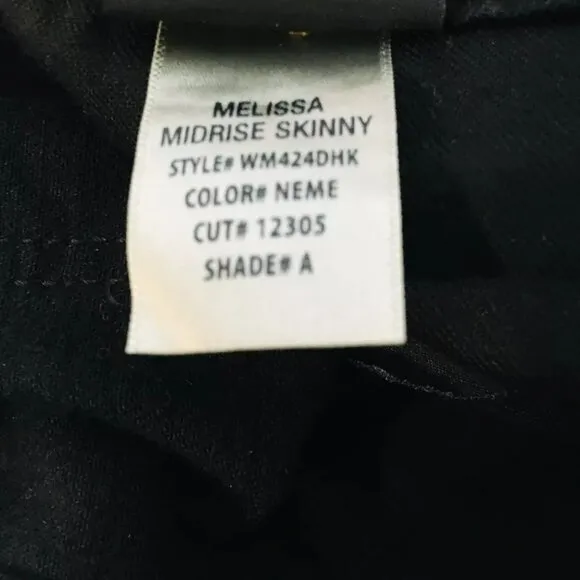 MELISSA
MIDRISE SKINNY
STYLE# WM424DHK
COLOR# NEME
CUT# 12305
SHADE# A